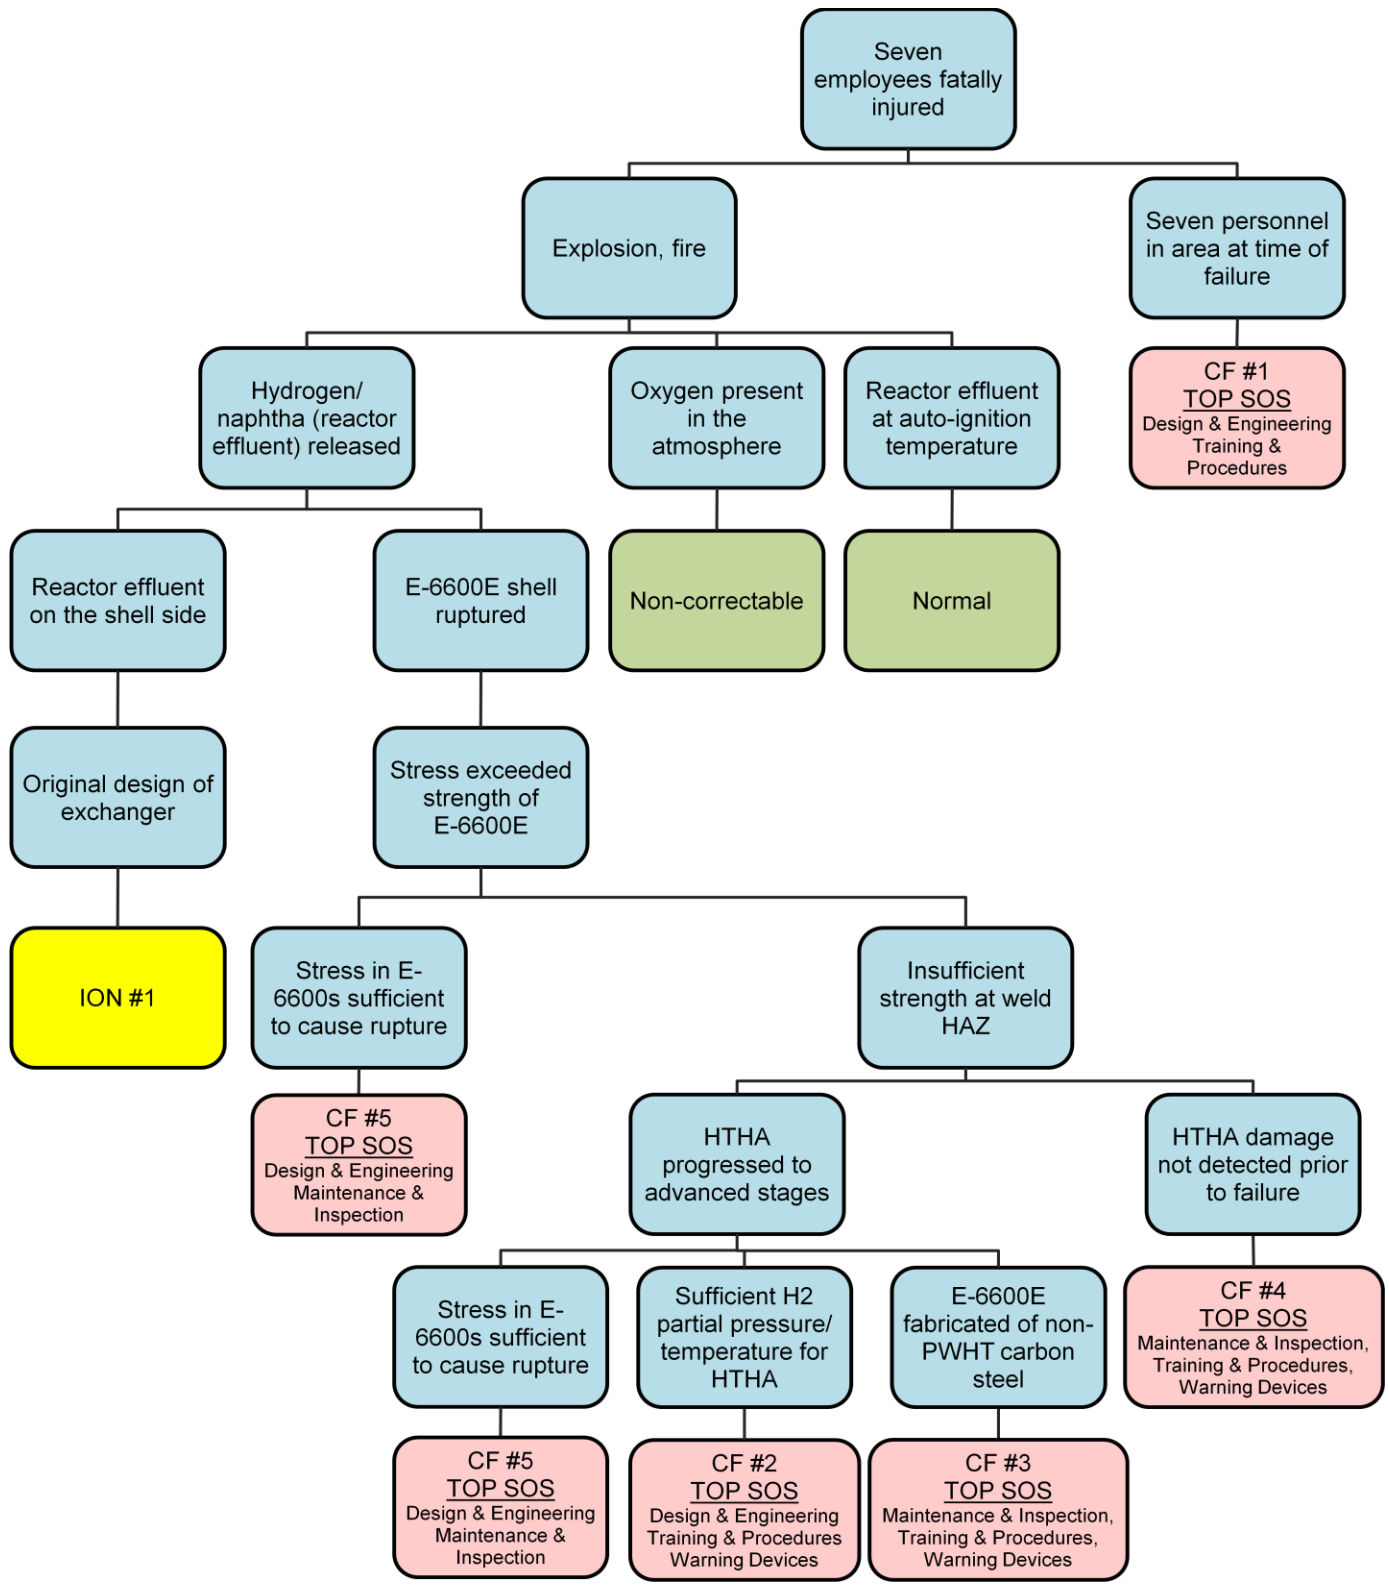 Seven
employees fatally
injured
Explosion, fire
Seven personnel
in area at time of
failure
Hydrogen/
naphtha (reactor
effluent) released
Oxygen present
in the
atmosphere
Reactor effluent
at auto-ignition
temperature
CF #1
TOP SOS
Design & Engineering
Training &
Procedures
Reactor effluent
on the shell side
E-6600E shell
ruptured
Non-correctable
Normal
Original design of
exchanger
Stress exceeded
strength of
E-6600E
ION #1
Stress in E-
6600s sufficient
to cause rupture
Insufficient
strength at weld
HAZ
CF #5
TOP SOS
Design & Engineering
Maintenance &
Inspection
HTHA
progressed to
advanced stages
HTHA damage
not detected prior
to failure
Stress in E-
6600s sufficient
to cause rupture
Sufficient H2
partial pressure/
temperature for
HTHA
E-6600E
fabricated of non-
PWHT carbon
steel
CF #4
TOP SOS
Maintenance & Inspection,
Training & Procedures,
Warning Devices
CF #5
TOP SOS
Design & Engineering
Maintenance &
Inspection
CF #2
TOP SOS
Design & Engineering
Training & Procedures
Warning Devices
CF #3
TOP SOS
Maintenance & Inspection,
Training & Procedures,
Warning Devices